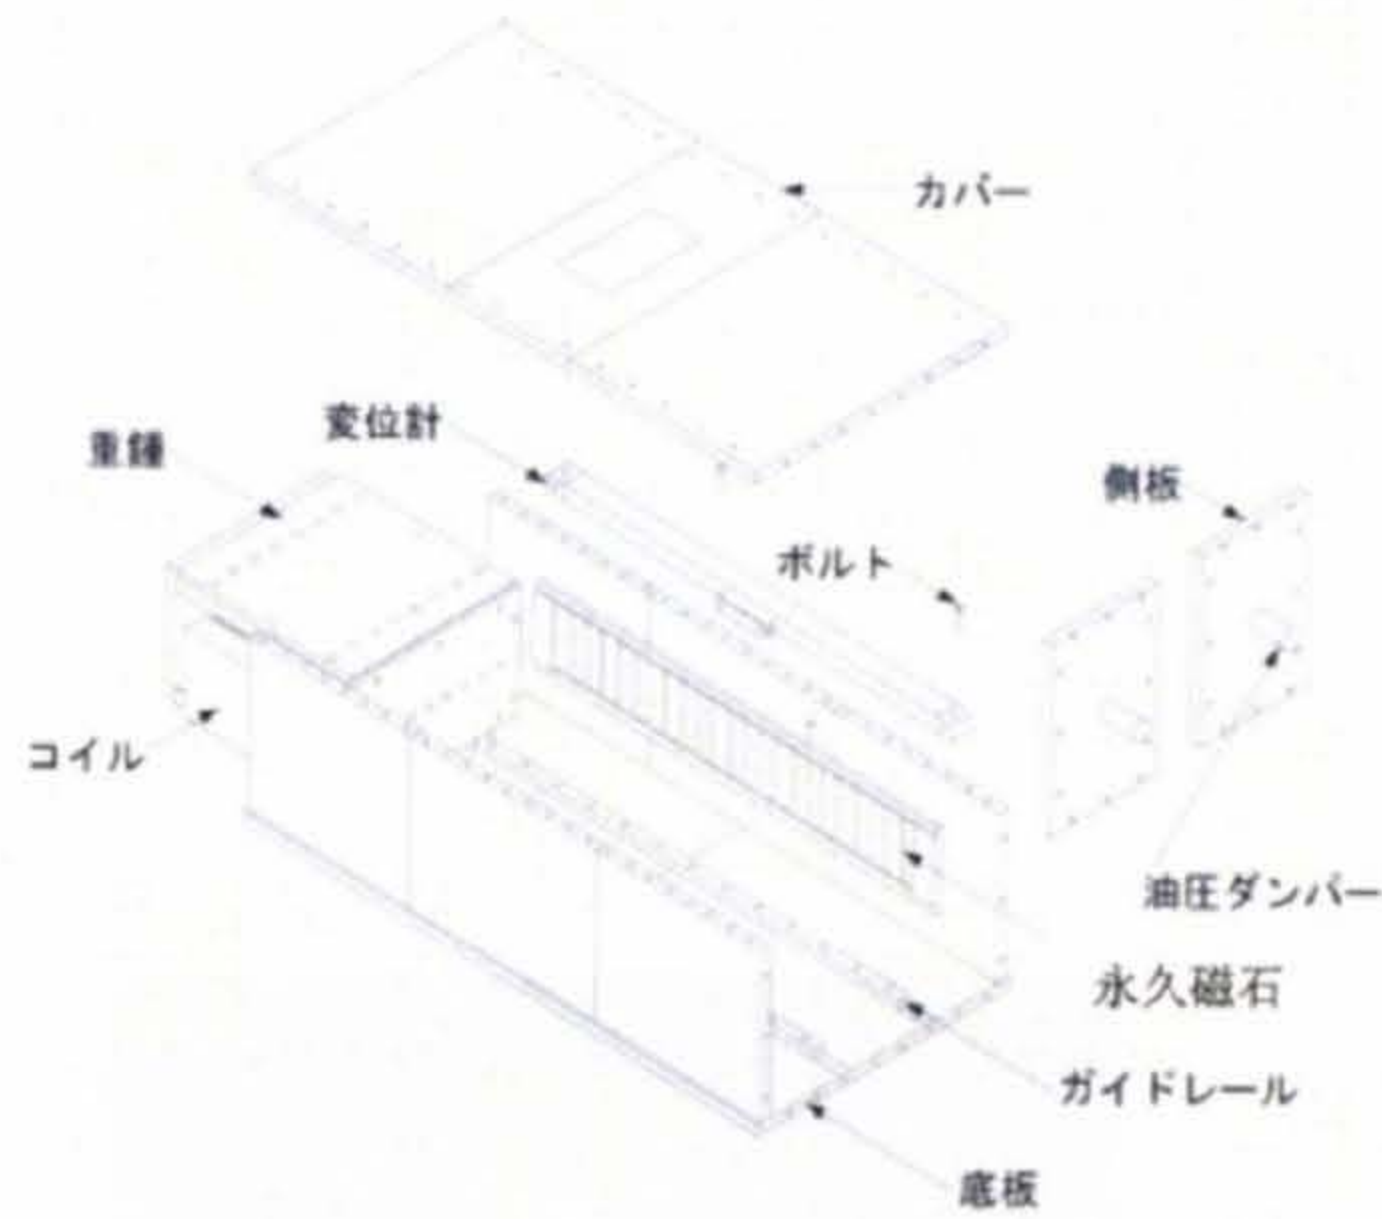 カバー
変位計
重錘
側板
ボルト
コイル
油圧ダンパー
永久磁石
ガイドレール
底板